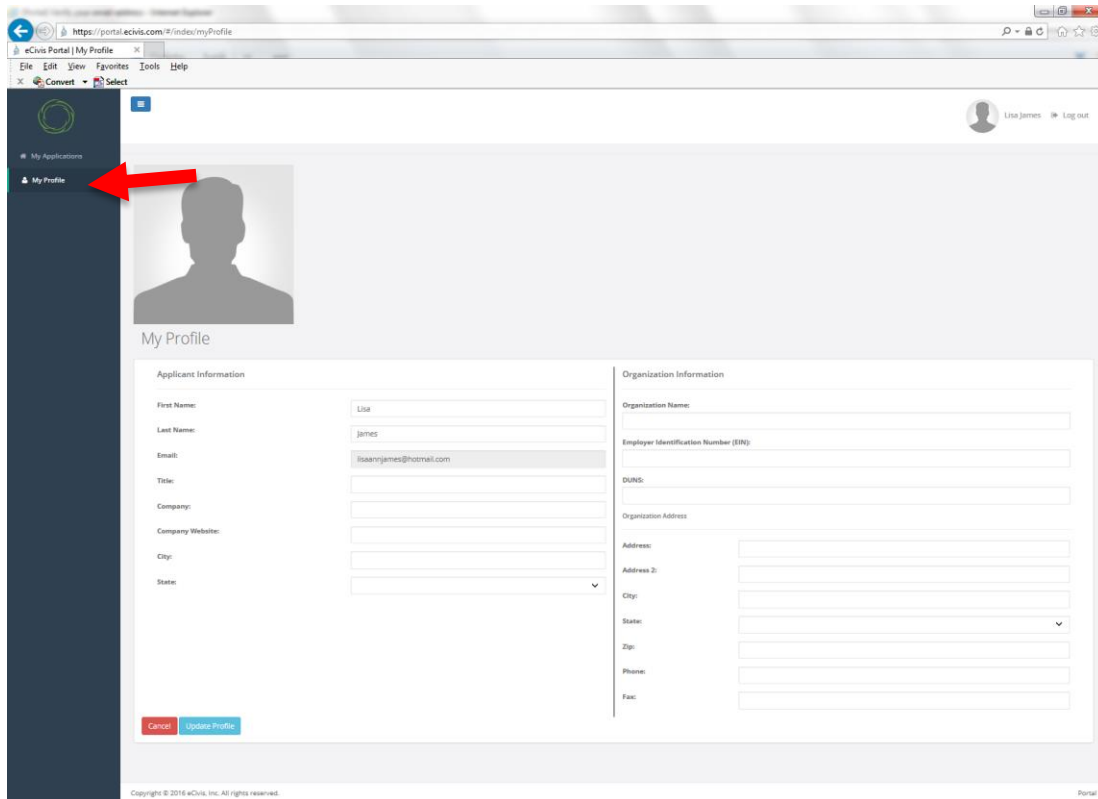 https://portal.ecivis.com/#/index/myProfile
eCivis Portal | My Profile
File Edit View Favorites Tools Help
Convert Select
Lisa James Log out
My Applications
My Profile
My Profile
Applicant Information
First Name: Lisa
Last Name: James
Email: lisaannjames@hotmail.com
Title:
Company:
Company Website:
City:
State:
Cancel Update Profile
Organization Information
Organization Name:
Employer Identification Number (EIN):
DUNS:
Organization Address
Address:
Address 2:
City:
State:
Zip:
Phone:
Fax:
Copyright © 2016 eCivis, Inc. All rights reserved.
Portal